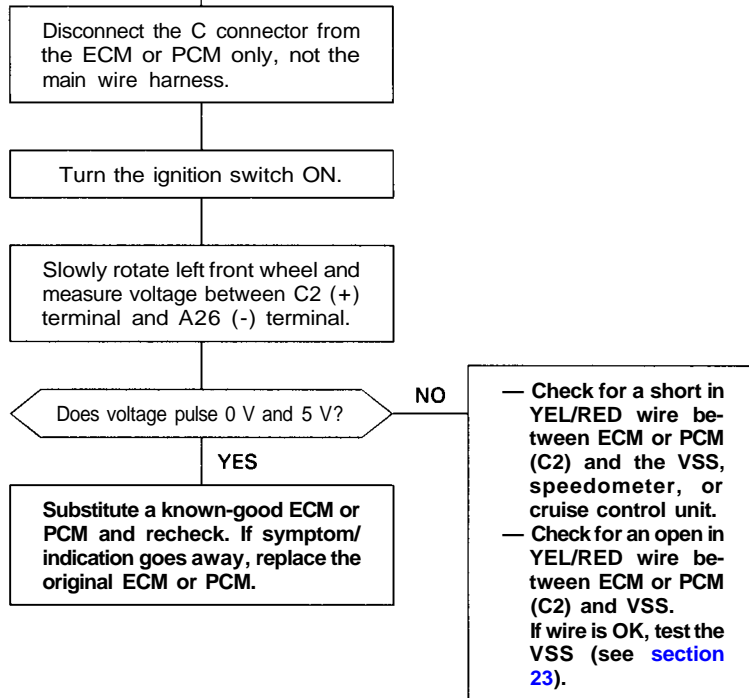 Disconnect the C connector from
the ECM or PCM only, not the
main wire harness.
Turn the ignition switch ON.
Slowly rotate left front wheel and
measure voltage between C2 (+)
terminal and A26 (-) terminal.
Does voltage pulse 0 V and 5 V?
NO
YES
Substitute a known-good ECM or
PCM and recheck. If symptom/
indication goes away, replace the
original ECM or PCM.
— Check for a short in
YEL/RED wire be-
tween ECM or PCM
(C2) and the VSS,
speedometer, or
cruise control unit.
— Check for an open in
YEL/RED wire be-
tween ECM or PCM
(C2) and VSS.
If wire is OK, test the
VSS (see section
23).